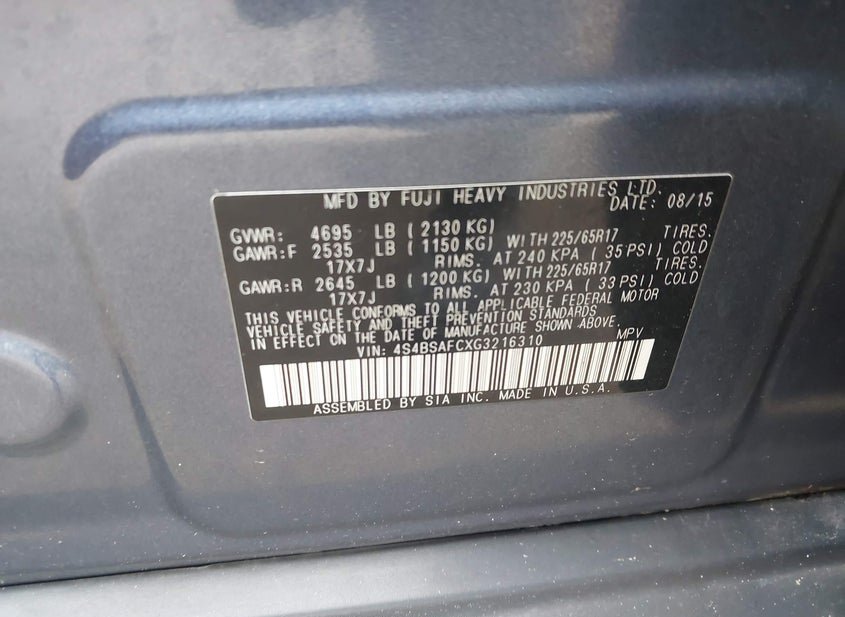 MFD BY FUJI HEAVY INDUSTRIES LTD.
DATE: 08/15
GVWR: 4695 LB (2130 KG)
GAWR:F 2535 LB (1150 KG) WITH 225/65R17 TIRES.
17X7J RIMS. AT 240 KPA (35 PSI) COLD
GAWR:R 2645 LB (1200 KG) WITH 225/65R17 TIRES.
17X7J RIMS. AT 230 KPA (33 PSI) COLD
THIS VEHICLE CONFORMS TO ALL APPLICABLE FEDERAL MOTOR
VEHICLE SAFETY AND THEFT PREVENTION STANDARDS
IN EFFECT ON THE DATE OF MANUFACTURE SHOWN ABOVE.
VIN: 4S4BSAFCXG3216310 MPV
ASSEMBLED BY SIA INC. MADE IN U.S.A.